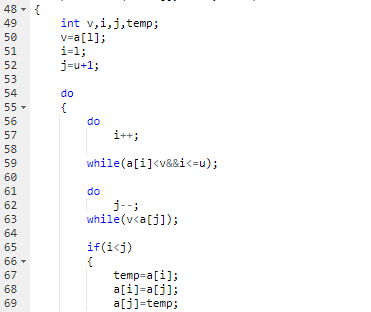 48 {
49 int v,i,j,temp;
50 v=a[l];
51 i=l;
52 j=u+1;
53
54 do
55 {
56 do
57 i++;
58
59 while(a[i]<v&&i<=u);
60
61 do
62 j--;
63 while(v<a[j]);
64
65 if(i<j)
66 {
67 temp=a[i];
68 a[i]=a[j];
69 a[j]=temp;